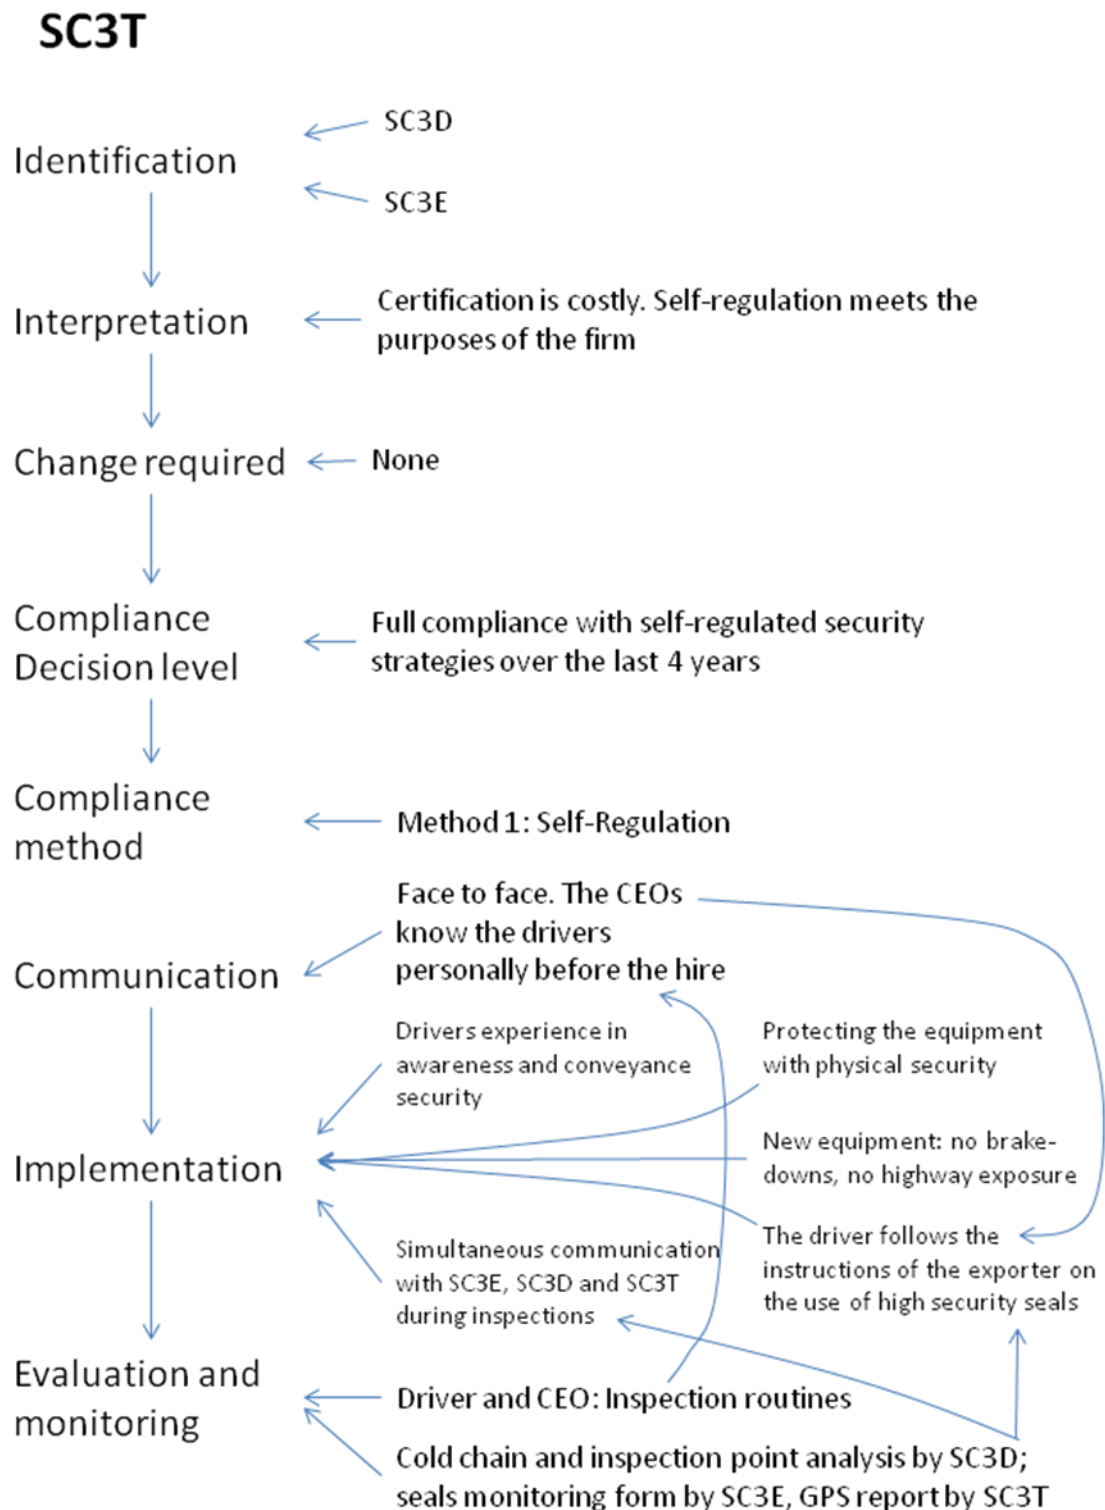 SC3T
SC3D
Identification
SC3E
Certification is costly. Self-regulation meets the
purposes of the firm
Interpretation
Change required
None
Compliance
Decision level
Full compliance with self-regulated security
strategies over the last 4 years
Compliance
method
Method 1: Self-Regulation
Face to face. The CEOs
know the drivers
personally before the hire
Communication
Drivers experience in
awareness and conveyance
security
Protecting the equipment
with physical security
New equipment: no brake-
downs, no highway exposure
Implementation
The driver follows the
instructions of the exporter on
the use of high security seals
Simultaneous communication
with SC3E, SC3D and SC3T
during inspections
Evaluation and
monitoring
Driver and CEO: Inspection routines
Cold chain and inspection point analysis by SC3D;
seals monitoring form by SC3E, GPS report by SC3T